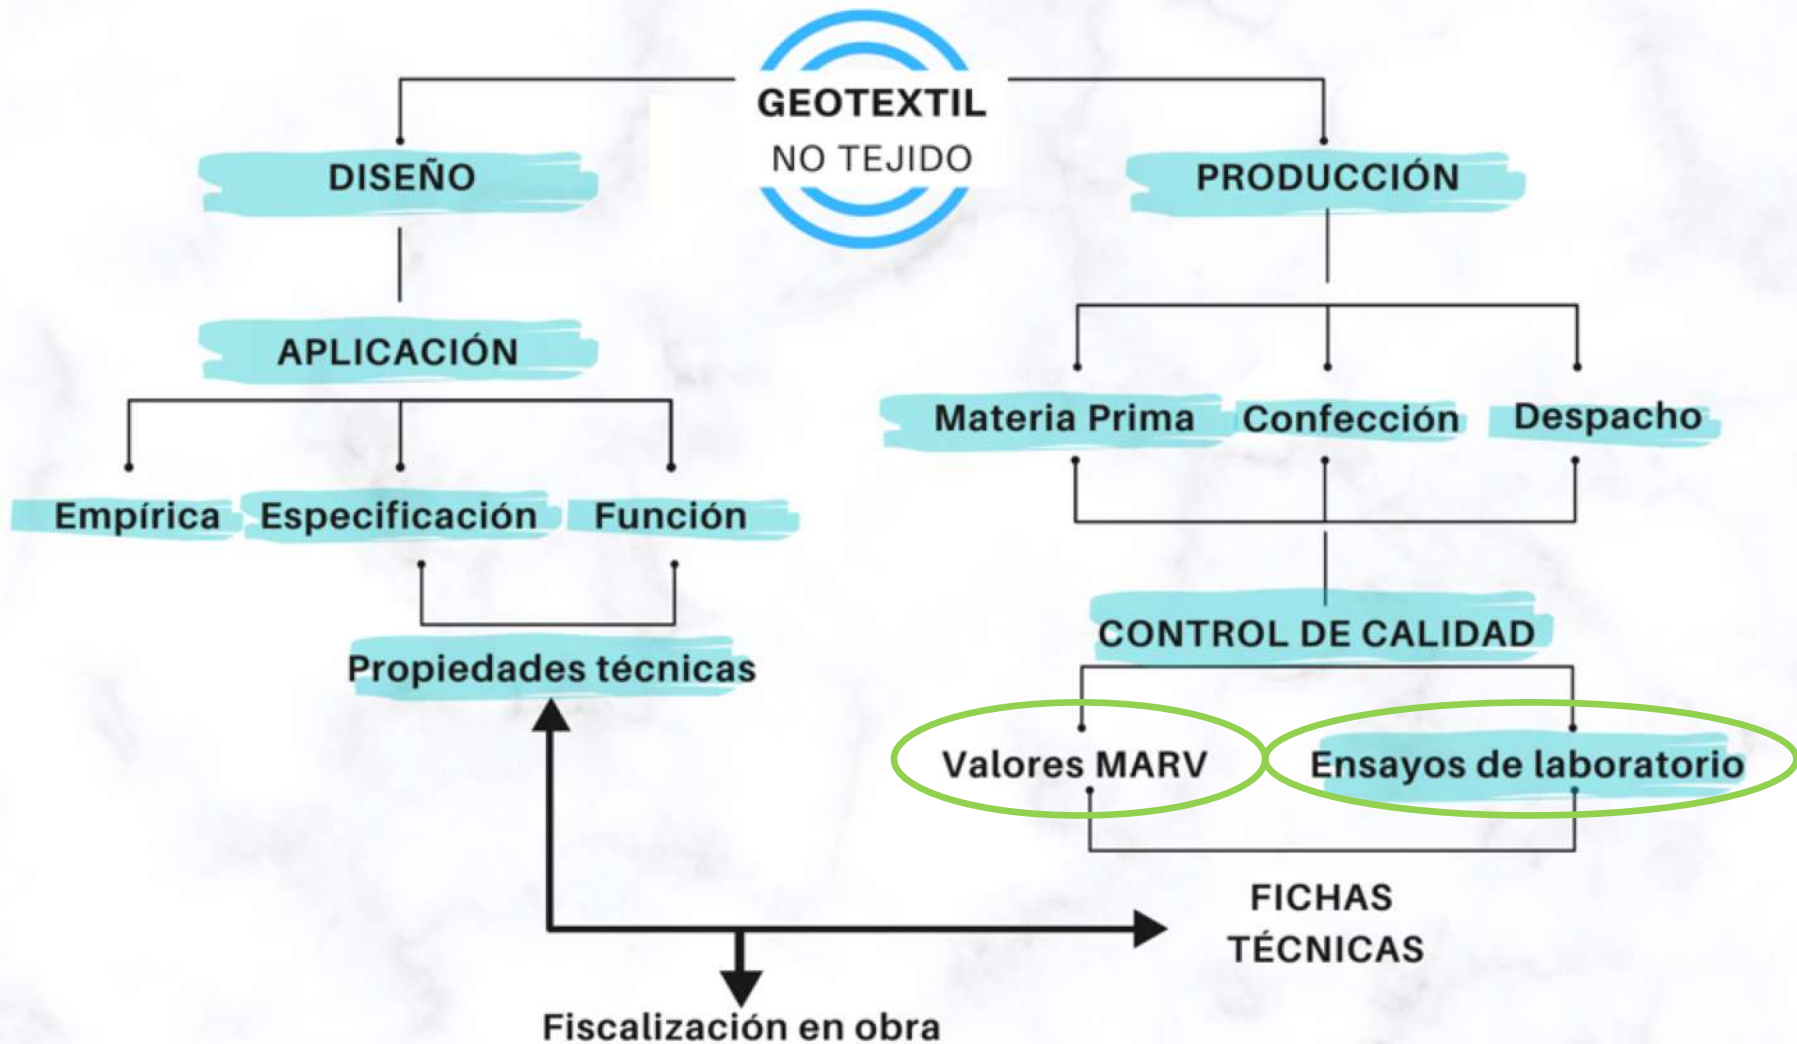 GEOTEXTIL
NO TEJIDO
DISEÑO
PRODUCCIÓN
APLICACIÓN
Materia Prima
Confección
Despacho
Empírica
Especificación
Función
CONTROL DE CALIDAD
Propiedades técnicas
Valores MARV
Ensayos de laboratorio
FICHAS
TÉCNICAS
Fiscalización en obra